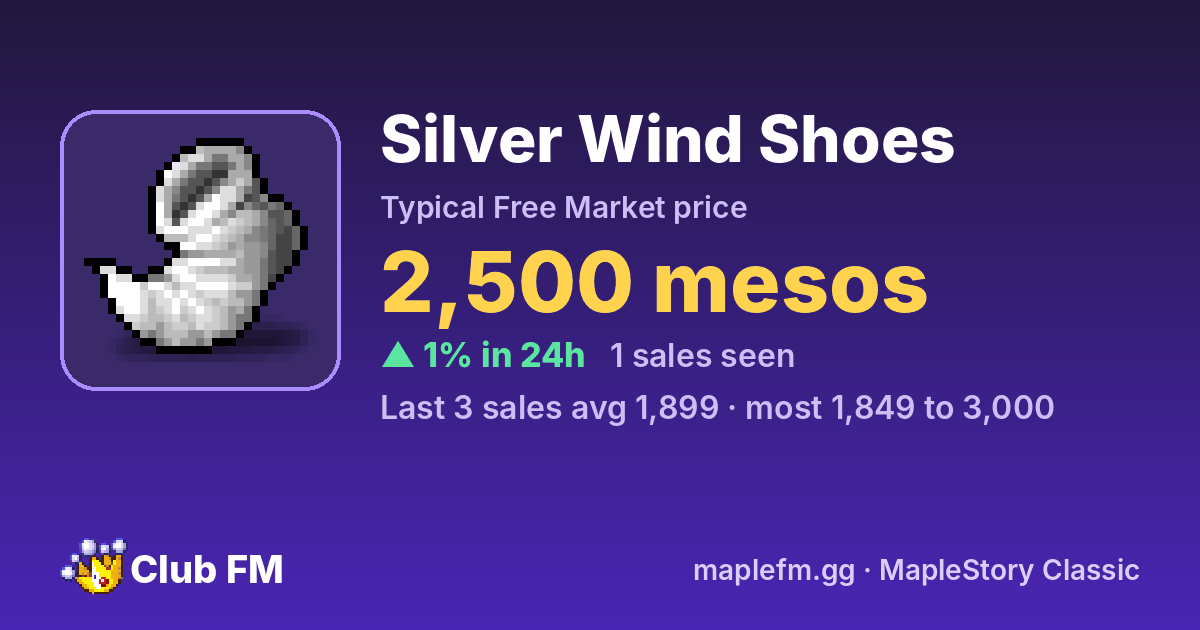 Silver Wind Shoes
Typical Free Market price
2,500 mesos
▲ 1% in 24h 1 sales seen
Last 3 sales avg 1,899 · most 1,849 to 3,000
Club FM
maplefm.gg · MapleStory Classic